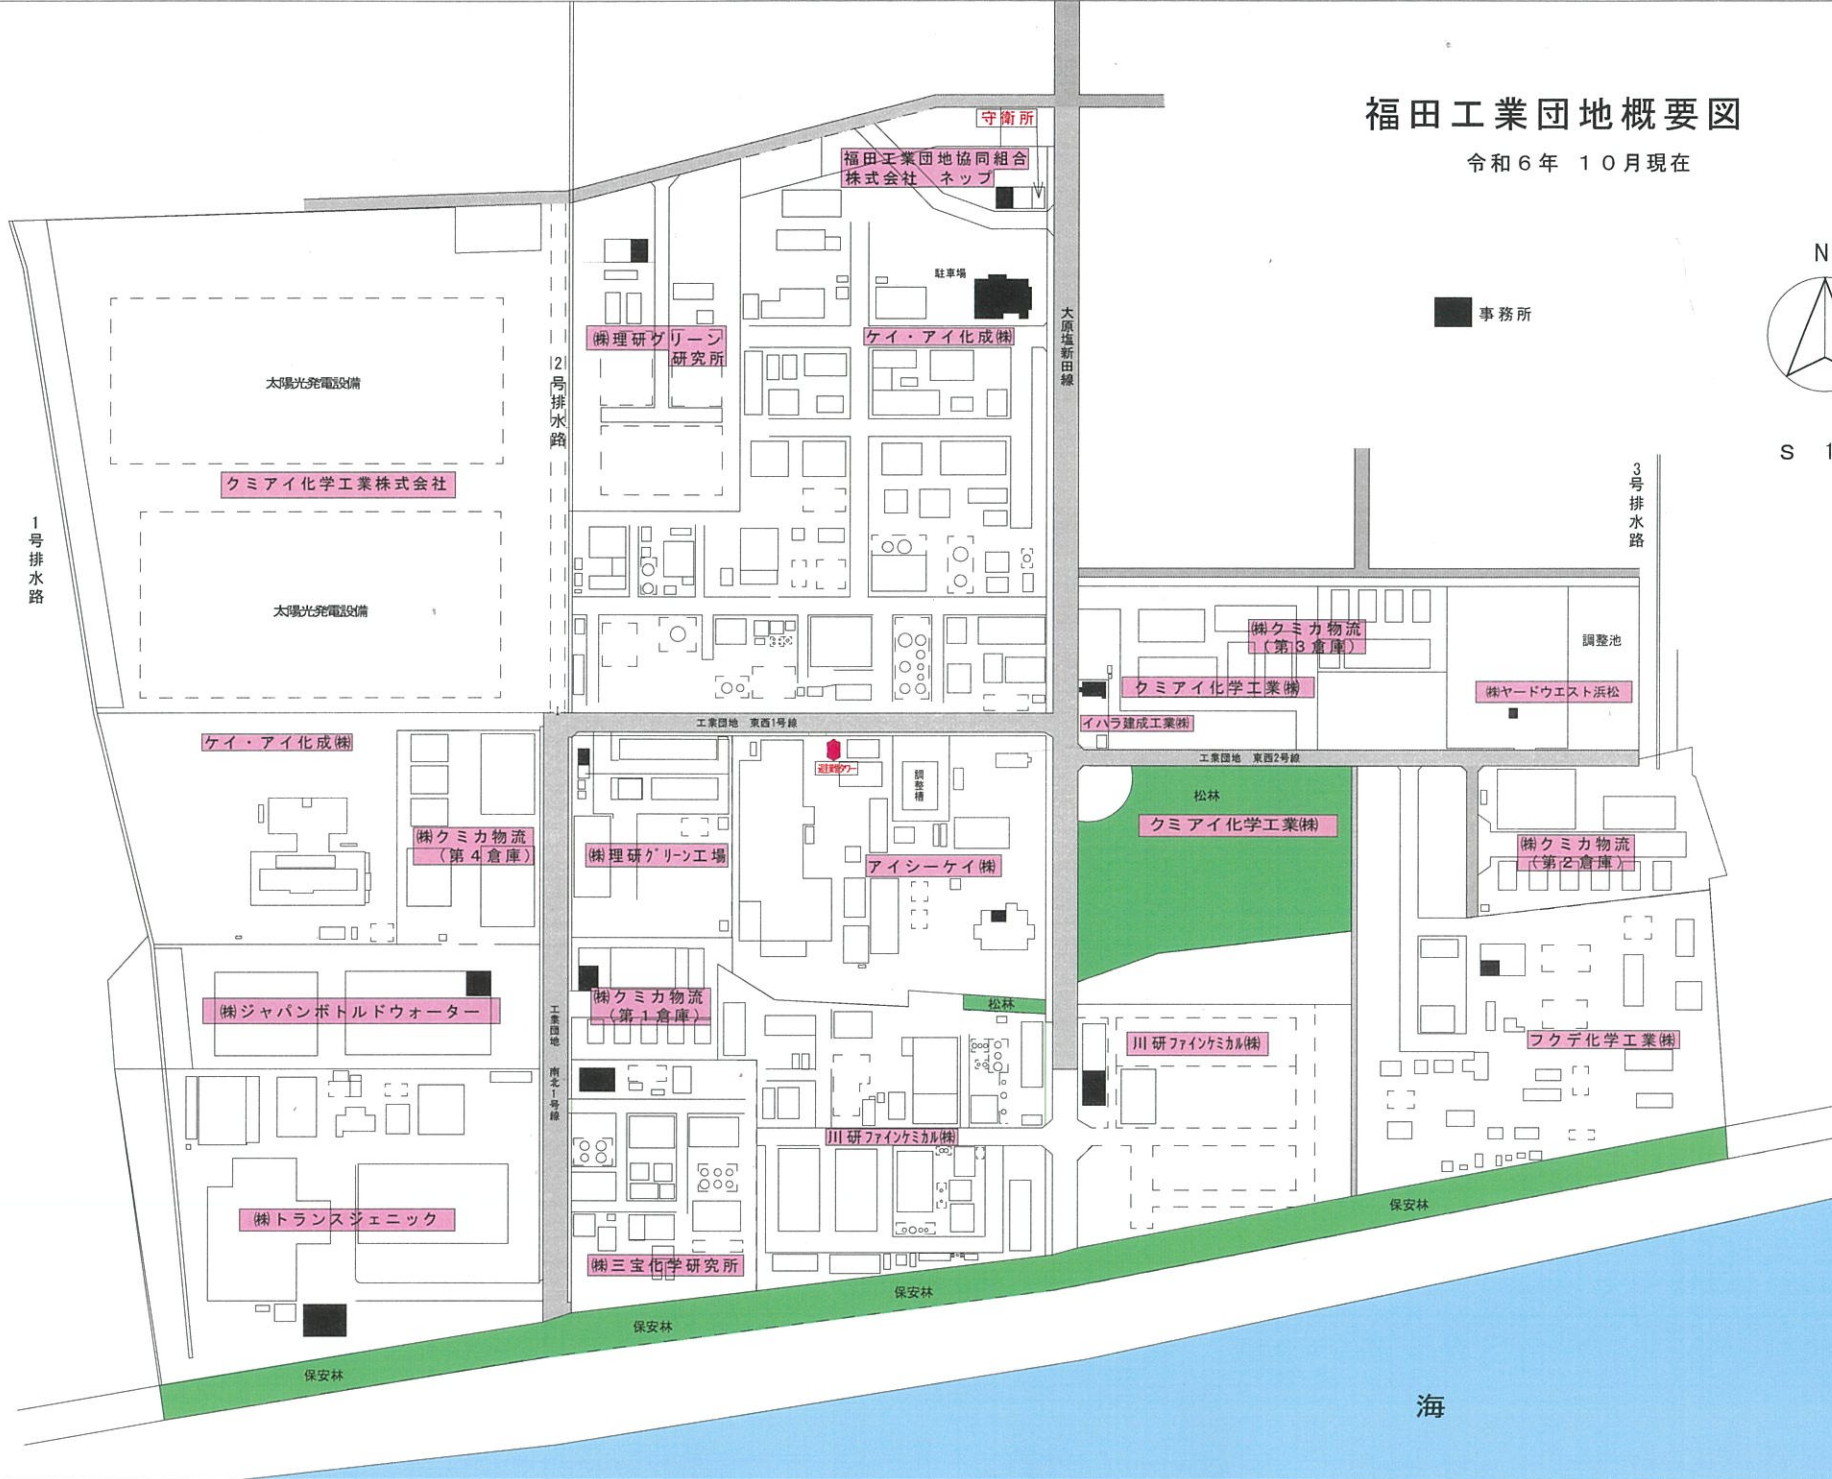 福田工業団地概要図
令和6年 10月現在
守衛所
福田工業団地協同組合
株式会社 ネップ
N
事務所
S 1
駐車場
㈱理研グリーン
研究所
ケイ・アイ化成㈱
大原塩新田線
太陽光発電設備
2号排水路
クミアイ化学工業株式会社
1号排水路
太陽光発電設備
3号排水路
㈱クミカ物流
(第3倉庫)
調整池
クミアイ化学工業㈱
㈱ヤードウエスト浜松
イハラ建成工業㈱
工業団地 東西1号線
工業団地 東西2号線
ケイ・アイ化成㈱
調整槽
松林
クミアイ化学工業㈱
㈱クミカ物流
(第4倉庫)
㈱理研グリーン工場
アイシーケイ㈱
㈱クミカ物流
(第2倉庫)
㈱ジャパンボトルドウォーター
㈱クミカ物流
(第1倉庫)
松林
工業団地 南北1号線
川研ファインケミカル㈱
フクデ化学工業㈱
川研ファインケミカル㈱
㈱トランスジェニック
㈱三宝化学研究所
保安林
保安林
保安林
保安林
海